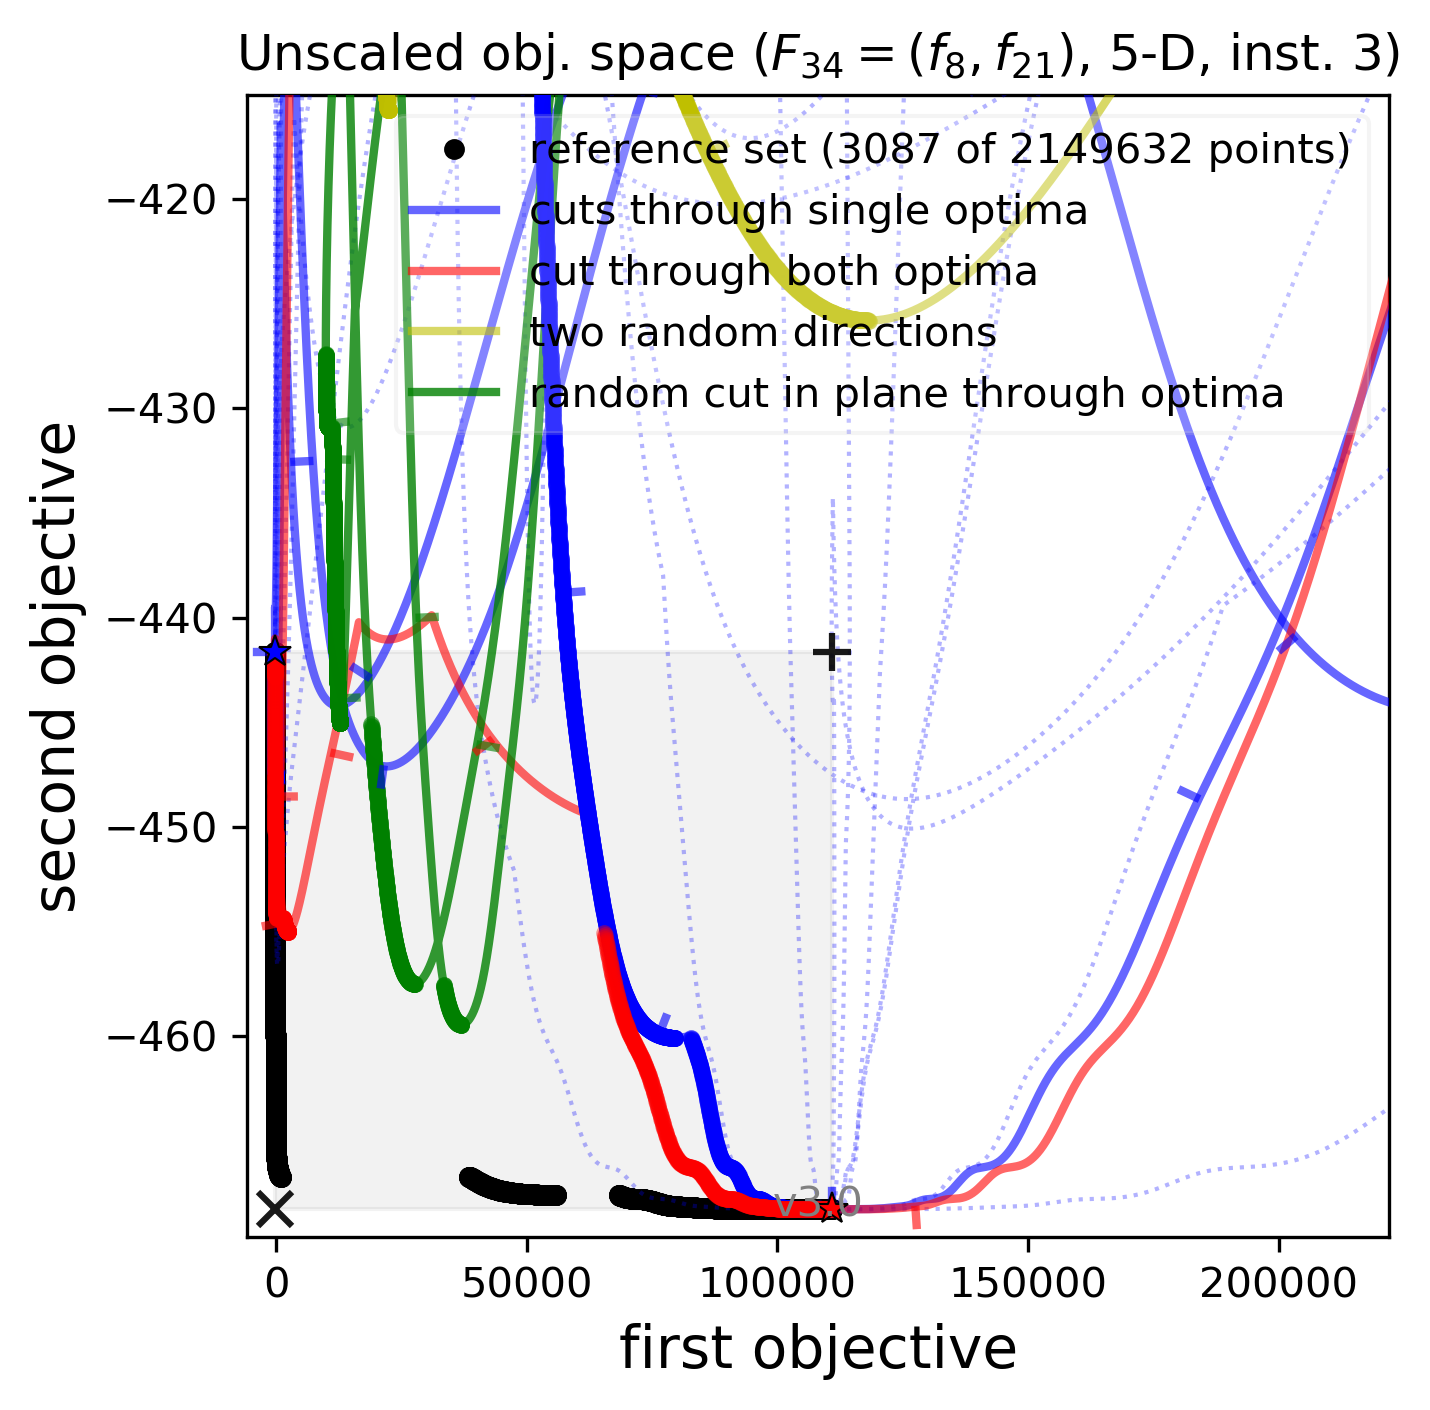 Unscaled obj. space (F₃₄ = (f₈, f₂₁), 5-D, inst. 3)
reference set (3087 of 2149632 points)
cuts through single optima
cut through both optima
two random directions
random cut in plane through optima
−420
−430
−440
−450
−460
second objective
v3.0
0 50000 100000 150000 200000
first objective